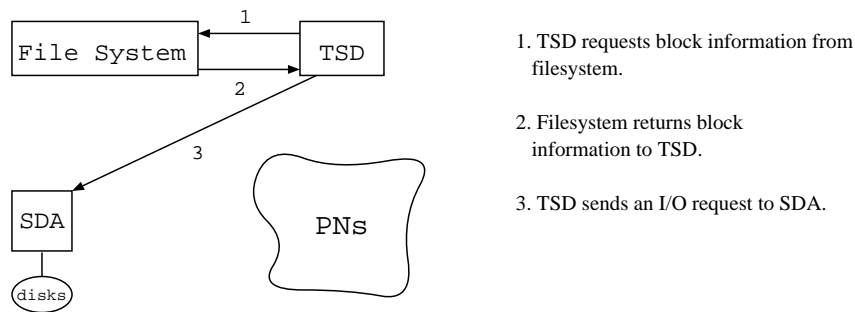 1
File System
TSD
2
3
SDA
PNs
disks
1. TSD requests block information from
filesystem.
2. Filesystem returns block
information to TSD.
3. TSD sends an I/O request to SDA.